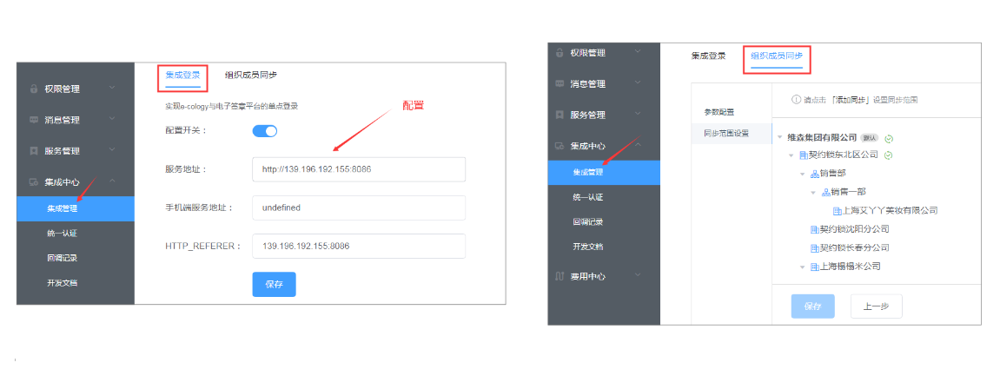 集成登录 组织成员同步
权限管理
消息管理
服务管理
集成中心
集成管理
统一认证
回调记录
开发文档
实现e-cology与电子签章平台的单点登录
配置
配置开关：
服务地址： http://139.196.192.155:8086
手机端服务地址： undefined
HTTP_REFERER： 139.196.192.155:8086
保存
集成登录 组织成员同步
权限管理
消息管理
服务管理
集成中心
集成管理
统一认证
回调记录
开发文档
费用中心
参数配置
同步范围设置
请点击 「添加同步」设置同步范围
维森集团有限公司 默认
契约锁东北区公司
销售部
销售一部
上海艾丫丫美妆有限公司
契约锁沈阳分公司
契约锁长春分公司
上海榻榻米公司
保存 上一步